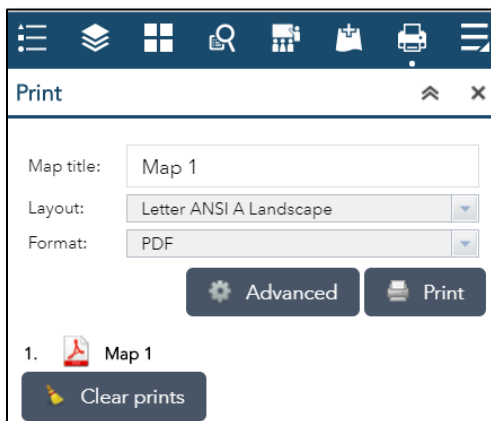 Print
Map title: Map 1
Layout: Letter ANSI A Landscape
Format: PDF
Advanced Print
1. Map 1
Clear prints